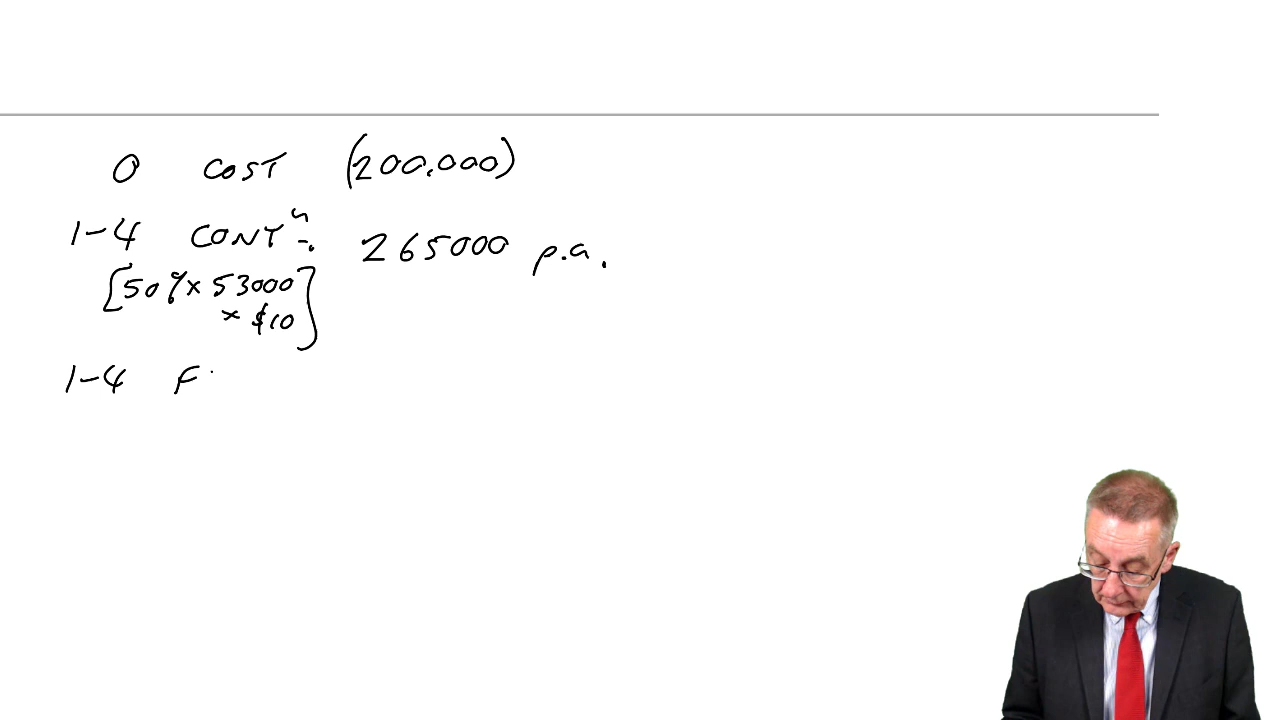 0 COST (200,000)
1-4 CONTⁿ. 265000 p.a.
[50% x 53000
x $10]
1-4 F